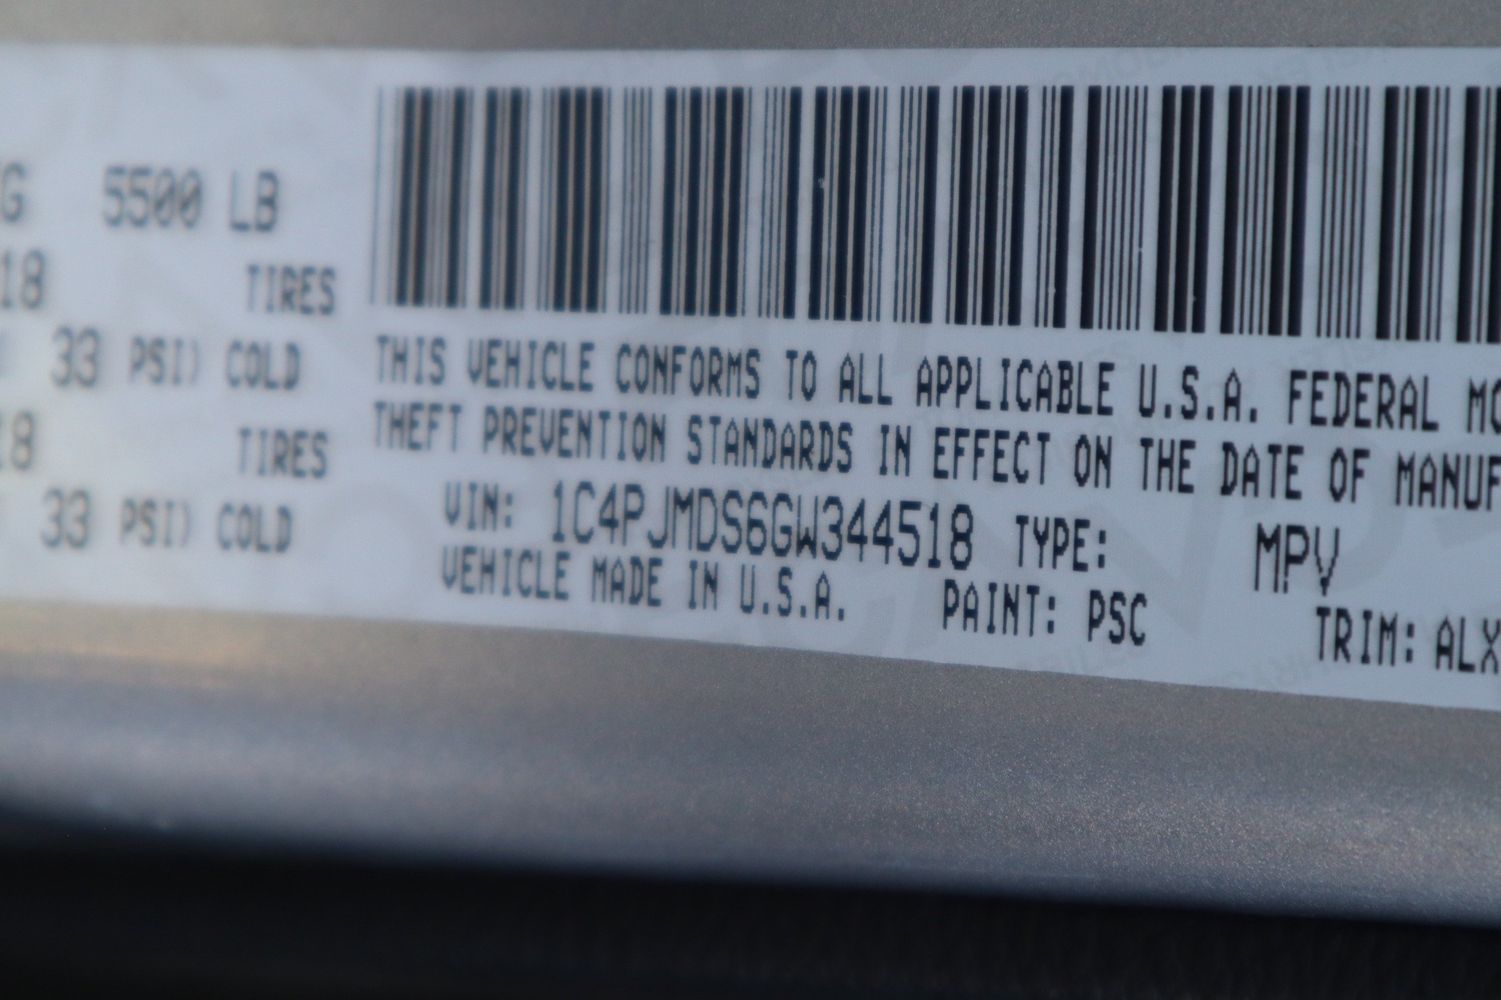 G 5500 LB
18 TIRES
33 PSI) COLD
18 TIRES
33 PSI) COLD
THIS VEHICLE CONFORMS TO ALL APPLICABLE U.S.A. FEDERAL MO
THEFT PREVENTION STANDARDS IN EFFECT ON THE DATE OF MANUF
VIN: 1C4PJMDS6GW344518 TYPE: MPV
VEHICLE MADE IN U.S.A. PAINT: PSC TRIM: ALX